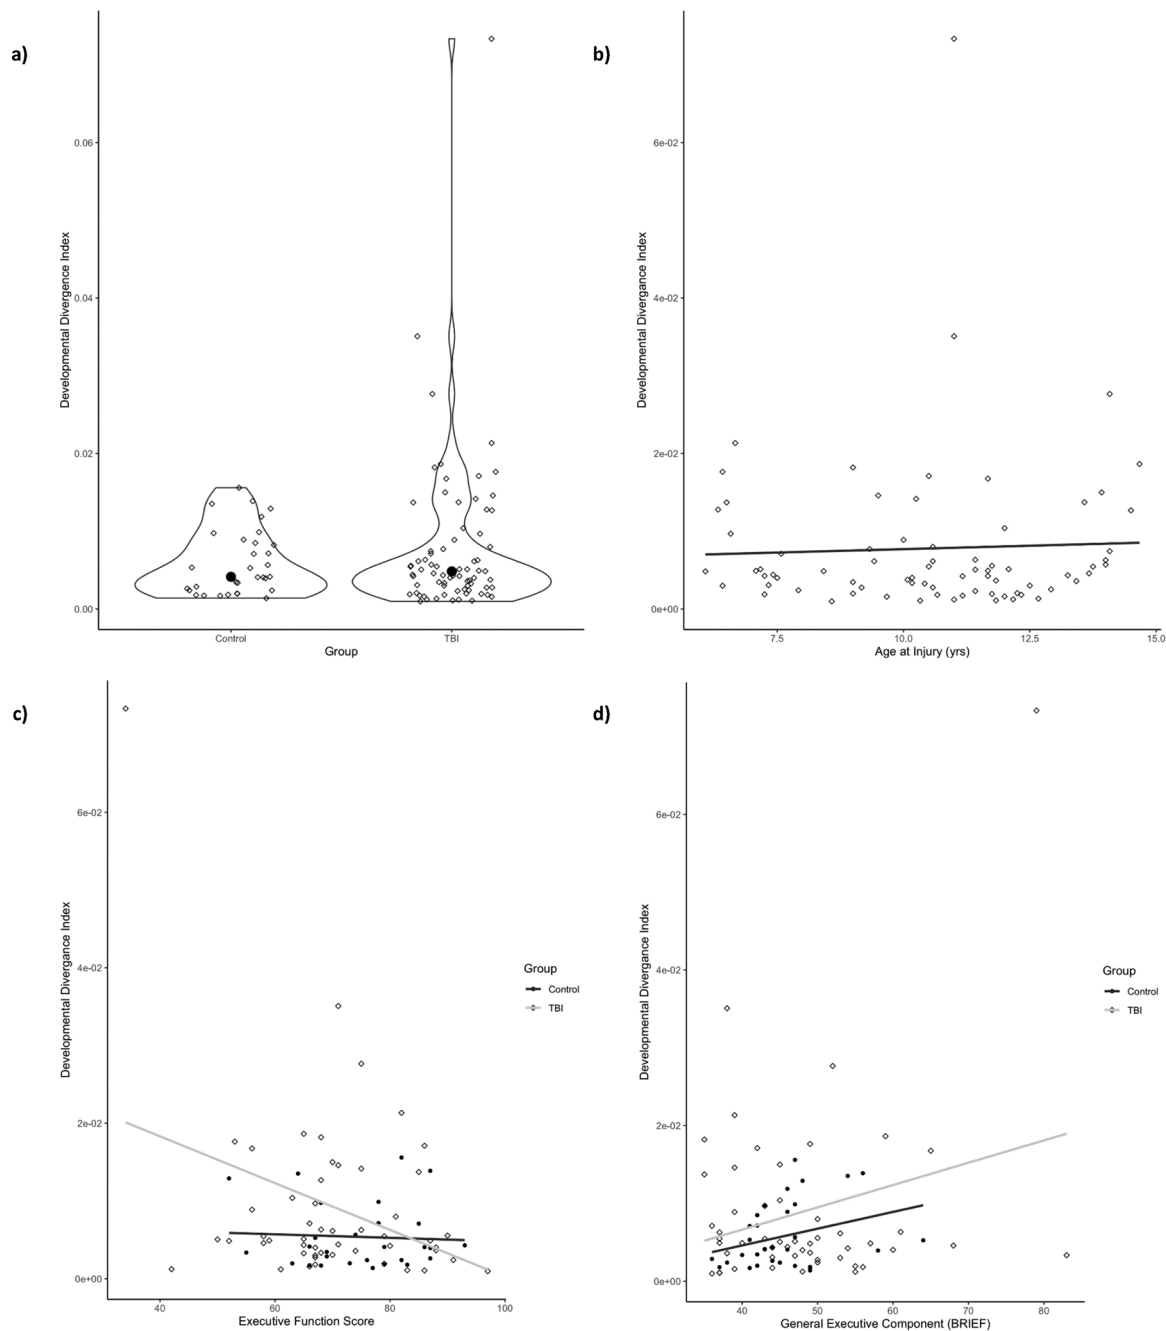 a)
Developmental Divergence Index
0.06
0.04
0.02
0.00
Control
TBI
Group
b)
Developmental Divergance Index
6e-02
4e-02
2e-02
0e+00
7.5
10.0
12.5
15.0
Age at Injury (yrs)
c)
Developmental Divergance Index
6e-02
4e-02
2e-02
0e+00
40
60
80
100
Executive Function Score
Group
Control
TBI
d)
Developmental Divergance Index
6e-02
4e-02
2e-02
0e+00
40
50
60
70
80
General Executive Component (BRIEF)
Group
Control
TBI